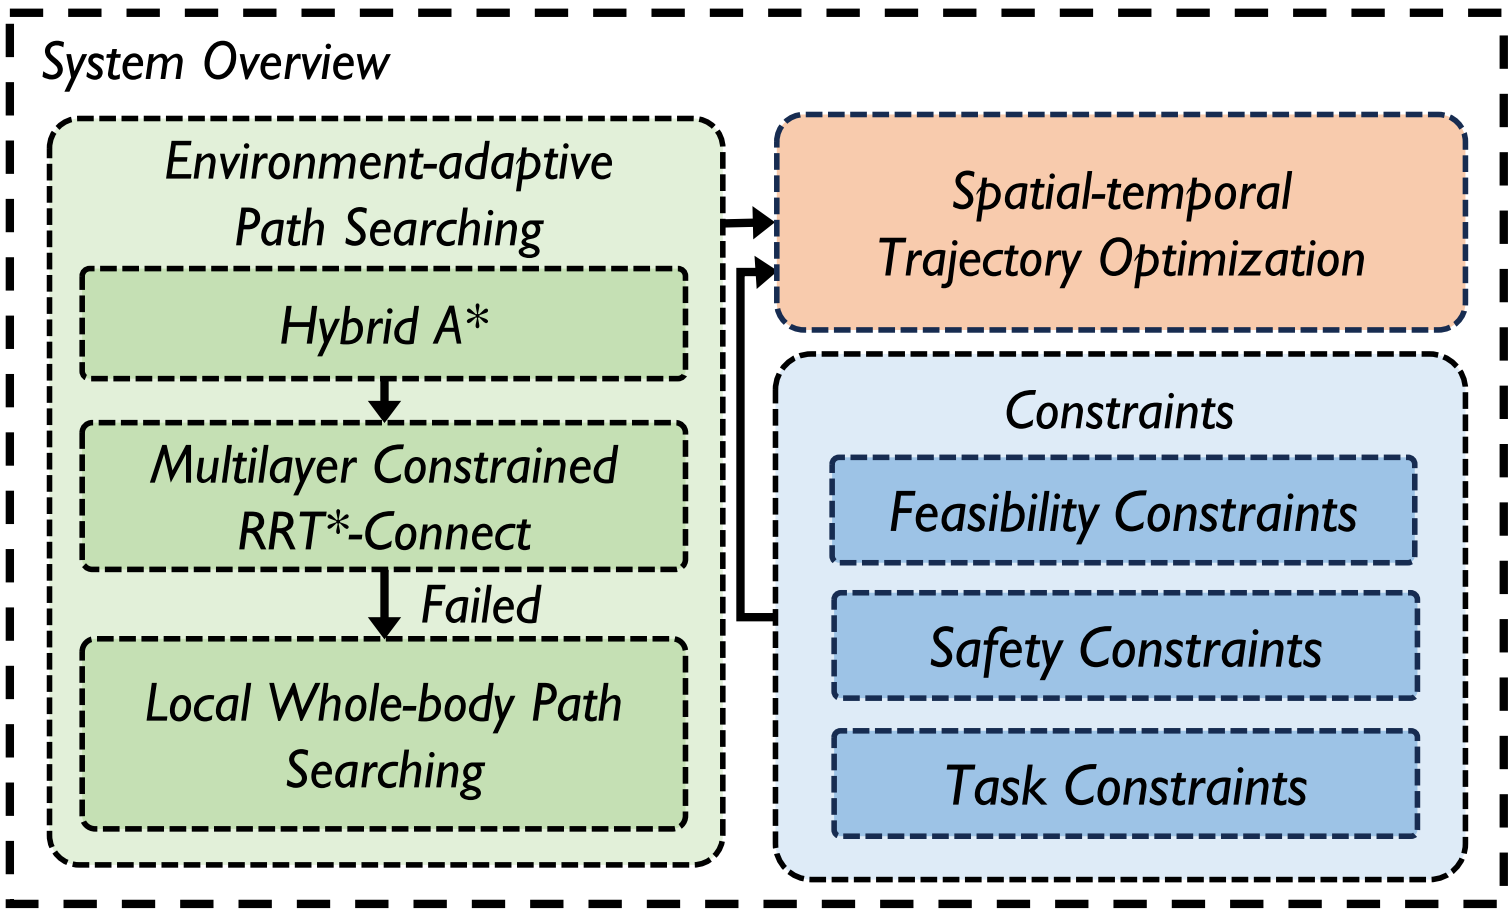 System Overview
Environment-adaptive
Path Searching
Hybrid A*
Multilayer Constrained
RRT*-Connect
Failed
Local Whole-body Path
Searching
Spatial-temporal
Trajectory Optimization
Constraints
Feasibility Constraints
Safety Constraints
Task Constraints